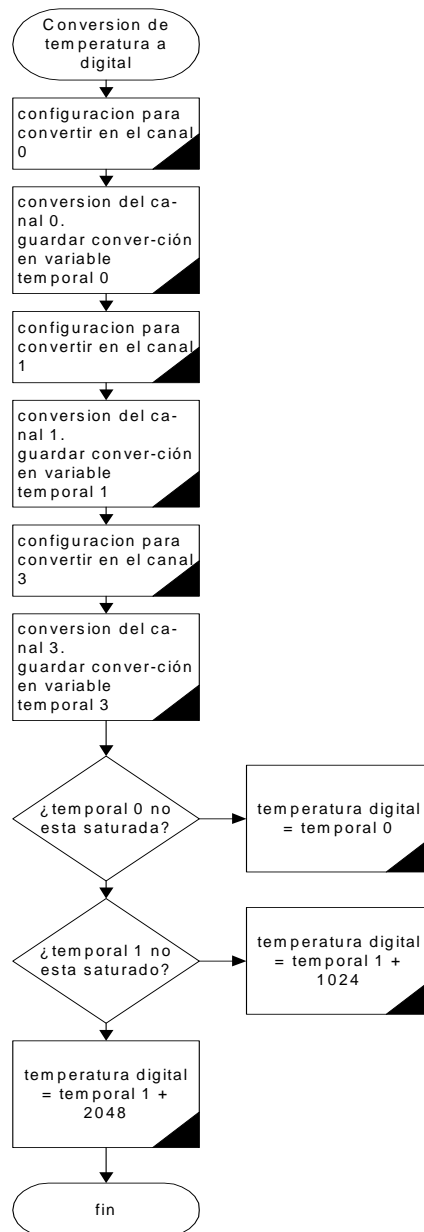 Conversion de
temperatura a
digital
configuracion para
convertir en el canal
0
conversion del ca-
nal 0.
guardar conver-ción
en variable
temporal 0
configuracion para
convertir en el canal
1
conversion del ca-
nal 1.
guardar conver-ción
en variable
temporal 1
configuracion para
convertir en el canal
3
conversion del ca-
nal 3.
guardar conver-ción
en variable
temporal 3
¿temporal 0 no
esta saturada?
temperatura digital
= temporal 0
¿temporal 1 no
esta saturado?
temperatura digital
= temporal 1 +
1024
temperatura digital
= temporal 1 +
2048
fin